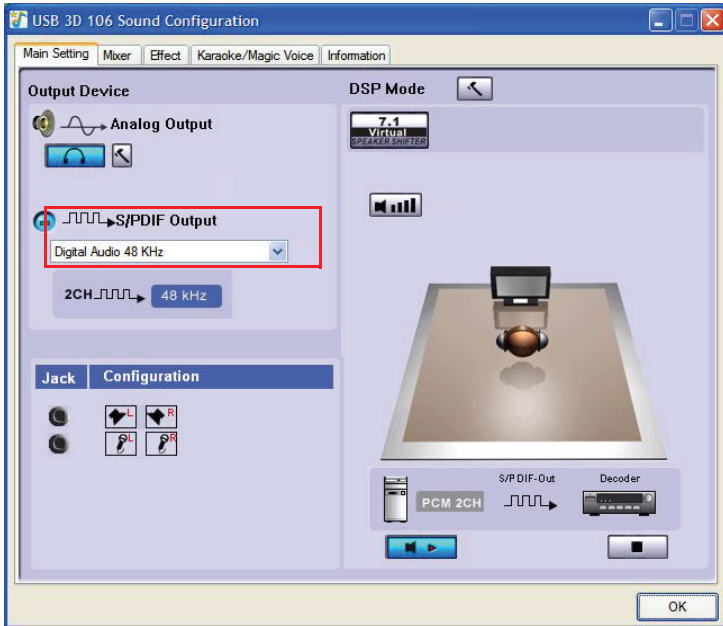 USB 3D 106 Sound Configuration
Main Setting Mixer Effect Karaoke/Magic Voice Information
Output Device
Analog Output
S/PDIF Output
Digital Audio 48 KHz
2CH 48 kHz
Jack Configuration
L R
L R
DSP Mode
7.1
Virtual
SPEAKER SHIFTER
S/PDIF-Out Decoder
PCM 2CH
OK